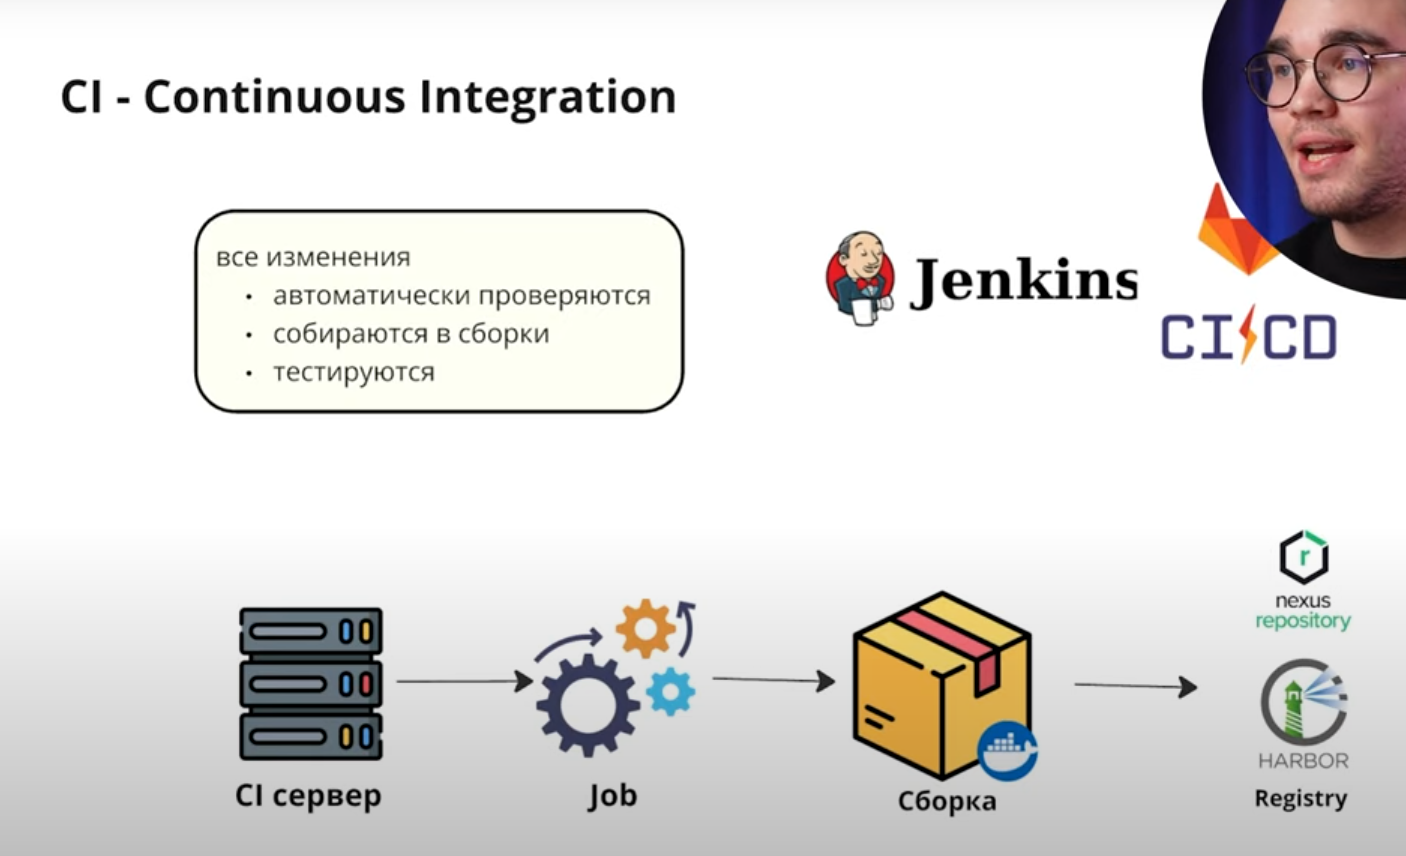 CI - Continuous Integration
все изменения
• автоматически проверяются
• собираются в сборки
• тестируются
Jenkins
CI CD
nexus
repository
HARBOR
CI сервер
Job
Сборка
Registry